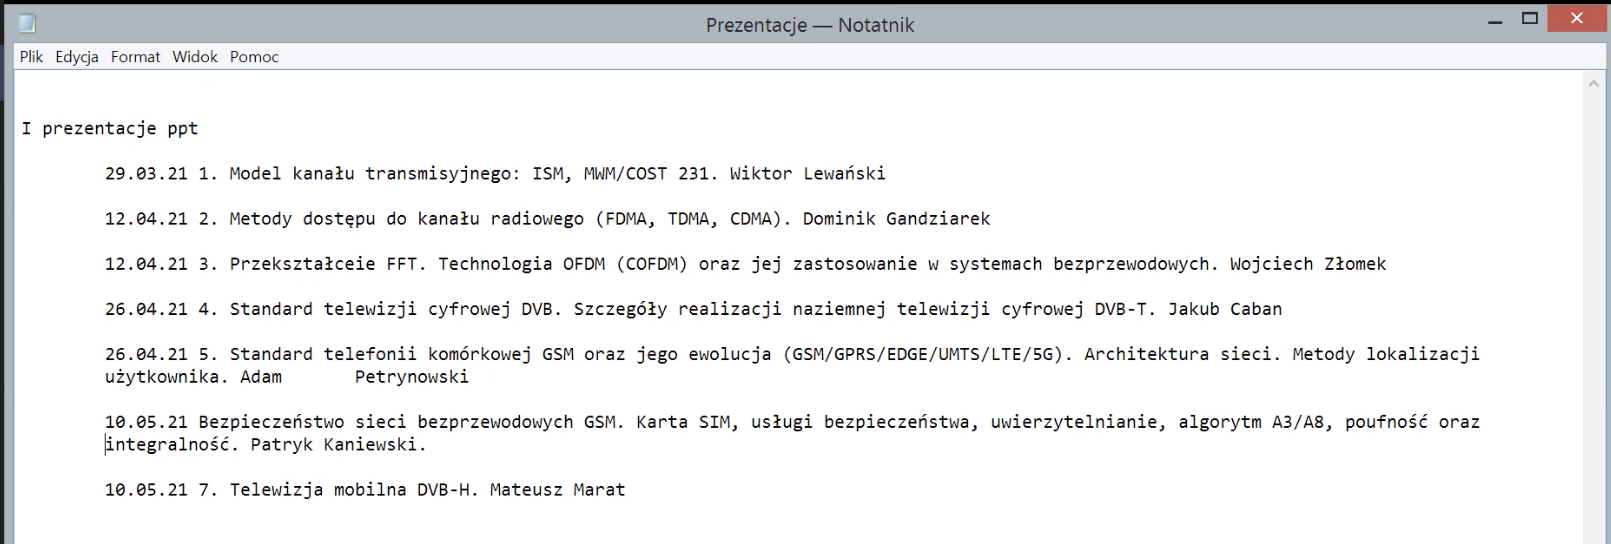 Prezentacje — Notatnik
Plik Edycja Format Widok Pomoc
I prezentacje ppt
29.03.21 1. Model kanału transmisyjnego: ISM, MWM/COST 231. Wiktor Lewański
12.04.21 2. Metody dostępu do kanału radiowego (FDMA, TDMA, CDMA). Dominik Gandziarek
12.04.21 3. Przekształceie FFT. Technologia OFDM (COFDM) oraz jej zastosowanie w systemach bezprzewodowych. Wojciech Złomek
26.04.21 4. Standard telewizji cyfrowej DVB. Szczegóły realizacji naziemnej telewizji cyfrowej DVB-T. Jakub Caban
26.04.21 5. Standard telefonii komórkowej GSM oraz jego ewolucja (GSM/GPRS/EDGE/UMTS/LTE/5G). Architektura sieci. Metody lokalizacji
użytkownika. Adam Petrynowski
10.05.21 Bezpieczeństwo sieci bezprzewodowych GSM. Karta SIM, usługi bezpieczeństwa, uwierzytelnianie, algorytm A3/A8, poufność oraz
integralność. Patryk Kaniewski.
10.05.21 7. Telewizja mobilna DVB-H. Mateusz Marat